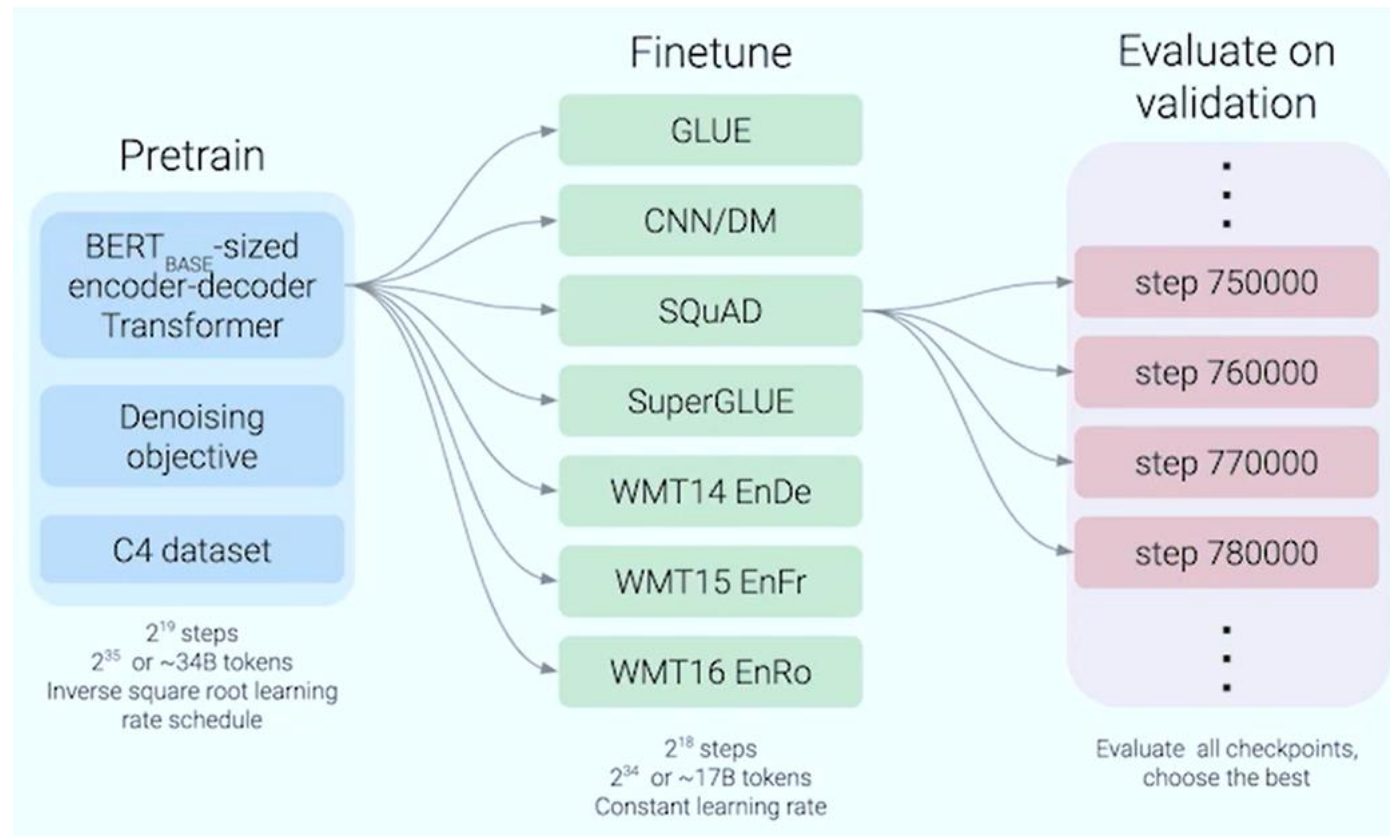 Pretrain
BERT BASE-sized
encoder-decoder
Transformer
Denoising
objective
C4 dataset
2¹⁹ steps
2³⁵ or ~34B tokens
Inverse square root learning
rate schedule
Finetune
GLUE
CNN/DM
SQuAD
SuperGLUE
WMT14 EnDe
WMT15 EnFr
WMT16 EnRo
2¹⁸ steps
2³⁴ or ~17B tokens
Constant learning rate
Evaluate on
validation
step 750000
step 760000
step 770000
step 780000
Evaluate all checkpoints,
choose the best